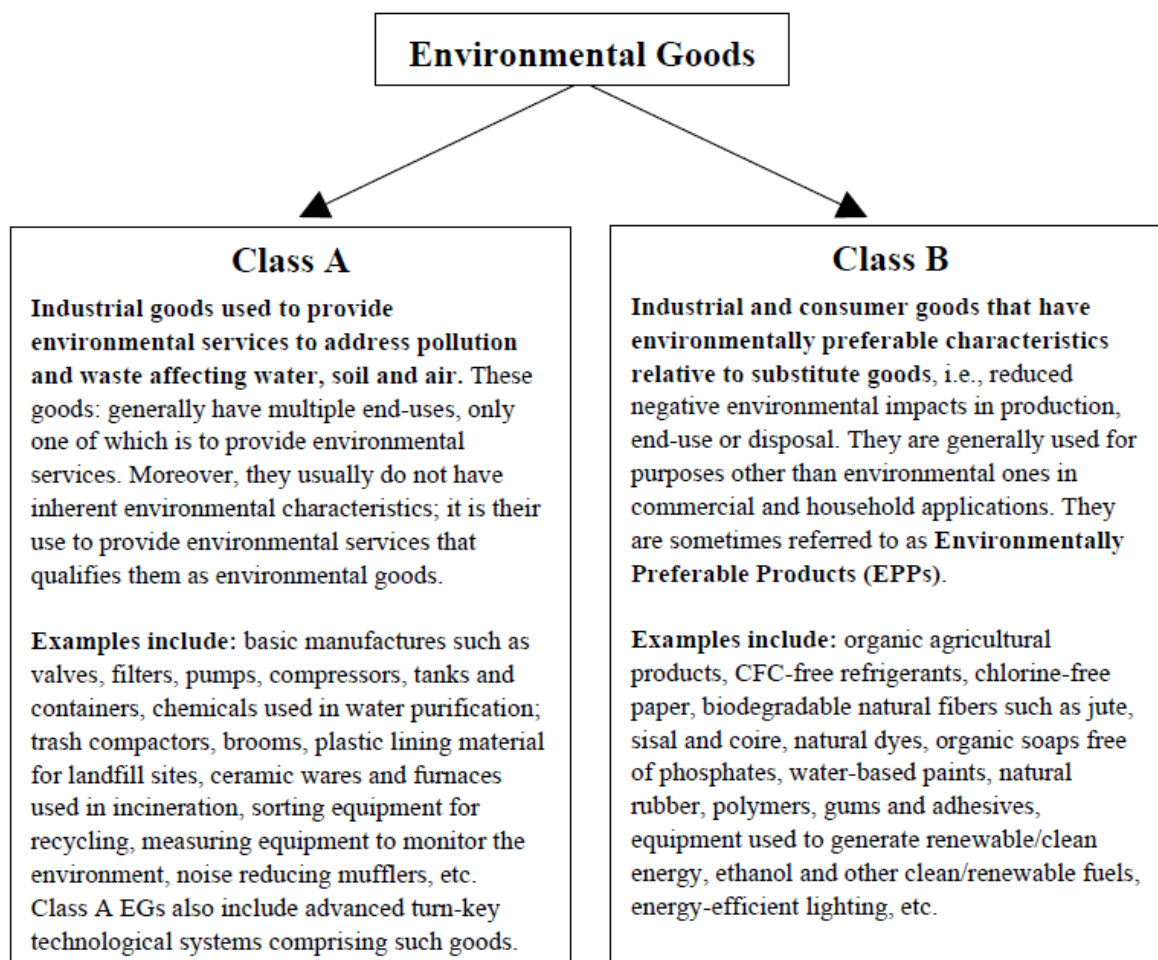 Environmental Goods
Class A
Industrial goods used to provide
environmental services to address pollution
and waste affecting water, soil and air. These
goods: generally have multiple end-uses, only
one of which is to provide environmental
services. Moreover, they usually do not have
inherent environmental characteristics; it is their
use to provide environmental services that
qualifies them as environmental goods.
Examples include: basic manufactures such as
valves, filters, pumps, compressors, tanks and
containers, chemicals used in water purification;
trash compactors, brooms, plastic lining material
for landfill sites, ceramic wares and furnaces
used in incineration, sorting equipment for
recycling, measuring equipment to monitor the
environment, noise reducing mufflers, etc.
Class A EGs also include advanced turn-key
technological systems comprising such goods.
Class B
Industrial and consumer goods that have
environmentally preferable characteristics
relative to substitute goods, i.e., reduced
negative environmental impacts in production,
end-use or disposal. They are generally used for
purposes other than environmental ones in
commercial and household applications. They
are sometimes referred to as Environmentally
Preferable Products (EPPs).
Examples include: organic agricultural
products, CFC-free refrigerants, chlorine-free
paper, biodegradable natural fibers such as jute,
sisal and coire, natural dyes, organic soaps free
of phosphates, water-based paints, natural
rubber, polymers, gums and adhesives,
equipment used to generate renewable/clean
energy, ethanol and other clean/renewable fuels,
energy-efficient lighting, etc.